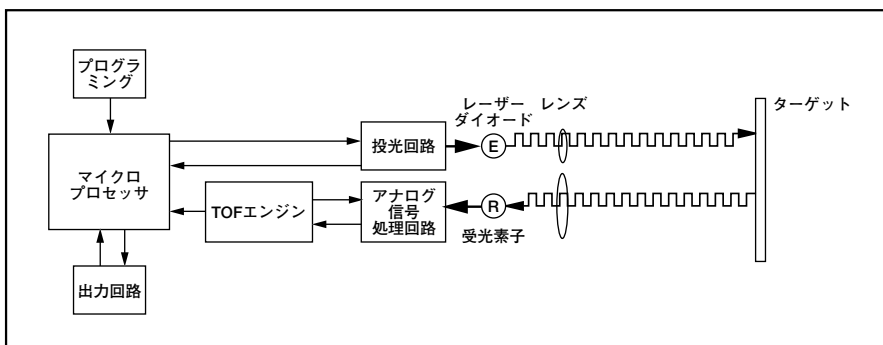 プログラ
ミング
レーザー
ダイオード
レンズ
ターゲット
マイクロ
プロセッサ
投光回路
E
TOFエンジン
アナログ
信号
処理回路
R
受光素子
出力回路